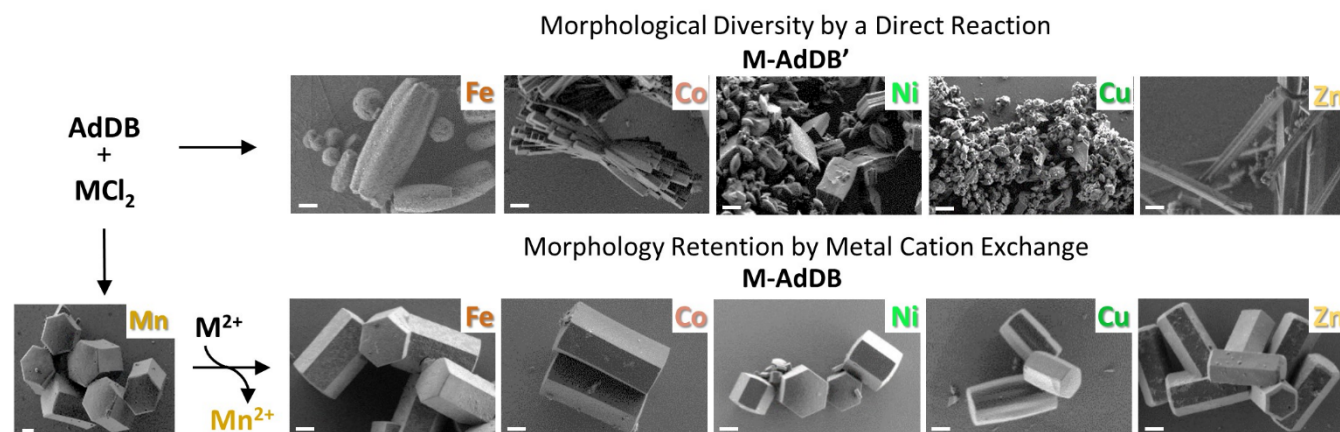 Morphological Diversity by a Direct Reaction
M-AdDB’
Fe
Co
Ni
Cu
Zn
AdDB
+
MCl₂
Morphology Retention by Metal Cation Exchange
M-AdDB
Mn
M²⁺
Mn²⁺
Fe
Co
Ni
Cu
Zn